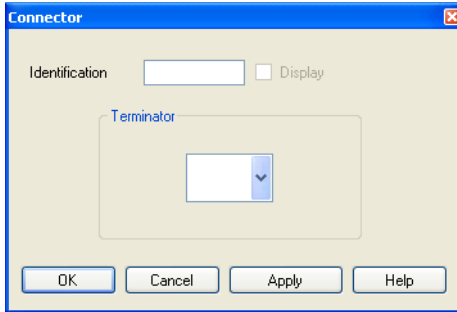 Connector
Identification
Display
Terminator
OK
Cancel
Apply
Help